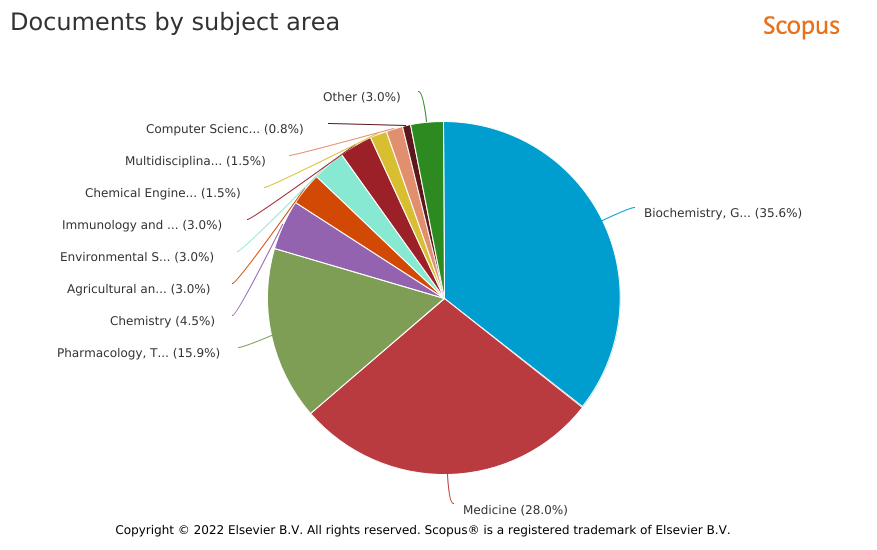 Documents by subject area
Scopus
Other (3.0%)
Computer Scienc... (0.8%)
Multidisciplina... (1.5%)
Chemical Engine... (1.5%)
Immunology and ... (3.0%)
Environmental S... (3.0%)
Agricultural an... (3.0%)
Chemistry (4.5%)
Pharmacology, T... (15.9%)
Biochemistry, G... (35.6%)
Medicine (28.0%)
Copyright © 2022 Elsevier B.V. All rights reserved. Scopus® is a registered trademark of Elsevier B.V.